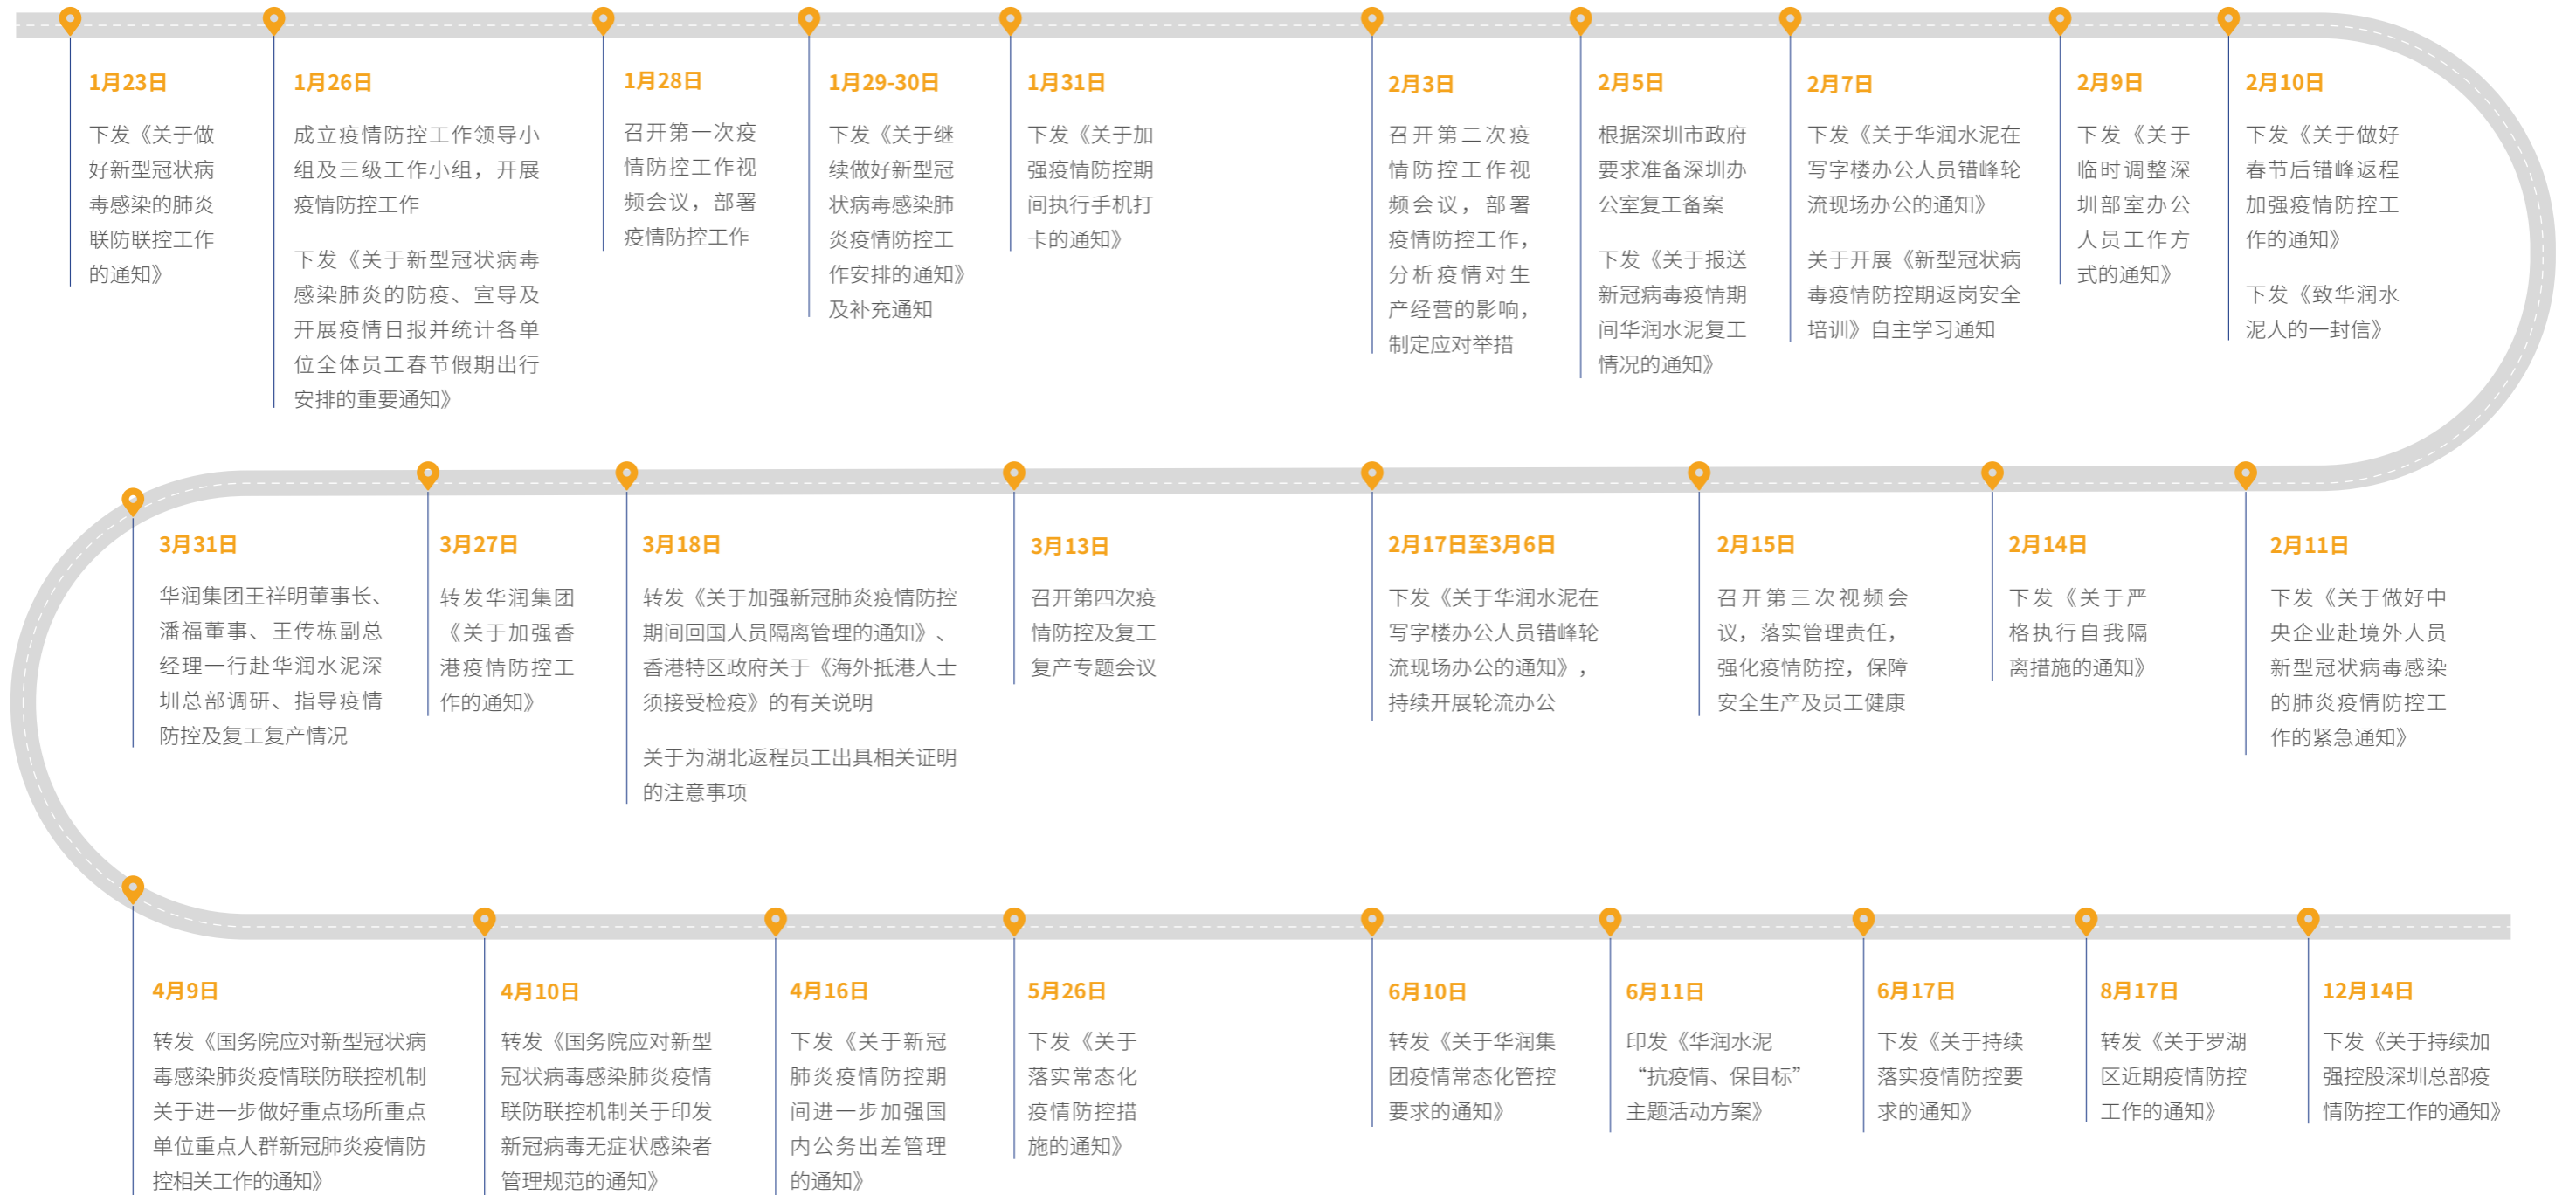 1月23日
下发《关于做
好新型冠状病
毒感染的肺炎
联防联控工作
的通知》
1月26日
成立疫情防控工作领导小
组及三级工作小组，开展
疫情防控工作
下发《关于新型冠状病毒
感染肺炎的防疫、宣导及
开展疫情日报并统计各单
位全体员工春节假期出行
安排的重要通知》
1月28日
召开第一次疫
情防控工作视
频会议，部署
疫情防控工作
1月29-30日
下发《关于继
续做好新型冠
状病毒感染肺
炎疫情防控工
作安排的通知》
及补充通知
1月31日
下发《关于加
强疫情防控期
间执行手机打
卡的通知》
2月3日
召开第二次疫
情防控工作视
频会议，部署
疫情防控工作，
分析疫情对生
产经营的影响，
制定应对举措
2月5日
根据深圳市政府
要求准备深圳办
公室复工备案
下发《关于报送
新冠病毒疫情期
间华润水泥复工
情况的通知》
2月7日
下发《关于华润水泥在
写字楼办公人员错峰轮
流现场办公的通知》
关于开展《新型冠状病
毒疫情防控期返岗安全
培训》自主学习通知
2月9日
下发《关于
临时调整深
圳部室办公
人员工作方
式的通知》
2月10日
下发《关于做好
春节后错峰返程
加强疫情防控工
作的通知》
下发《致华润水
泥人的一封信》
2月11日
下发《关于做好中
央企业赴境外人员
新型冠状病毒感染
的肺炎疫情防控工
作的紧急通知》
2月14日
下发《关于严
格执行自我隔
离措施的通知》
2月15日
召开第三次视频会
议，落实管理责任，
强化疫情防控，保障
安全生产及员工健康
2月17日至3月6日
下发《关于华润水泥在
写字楼办公人员错峰轮
流现场办公的通知》，
持续开展轮流办公
3月13日
召开第四次疫
情防控及复工
复产专题会议
3月18日
转发《关于加强新冠肺炎疫情防控
期间回国人员隔离管理的通知》、
香港特区政府关于《海外抵港人士
须接受检疫》的有关说明
关于为湖北返程员工出具相关证明
的注意事项
3月27日
转发华润集团
《关于加强香
港疫情防控工
作的通知》
3月31日
华润集团王祥明董事长、
潘福董事、王传栋副总
经理一行赴华润水泥深
圳总部调研、指导疫情
防控及复工复产情况
4月9日
转发《国务院应对新型冠状病
毒感染肺炎疫情联防联控机制
关于进一步做好重点场所重点
单位重点人群新冠肺炎疫情防
控相关工作的通知》
4月10日
转发《国务院应对新型
冠状病毒感染肺炎疫情
联防联控机制关于印发
新冠病毒无症状感染者
管理规范的通知》
4月16日
下发《关于新冠
肺炎疫情防控期
间进一步加强国
内公务出差管理
的通知》
5月26日
下发《关于
落实常态化
疫情防控措
施的通知》
6月10日
转发《关于华润集
团疫情常态化管控
要求的通知》
6月11日
印发《华润水泥
“抗疫情、保目标”
主题活动方案》
6月17日
下发《关于持续
落实疫情防控要
求的通知》
8月17日
转发《关于罗湖
区近期疫情防控
工作的通知》
12月14日
下发《关于持续加
强控股深圳总部疫
情防控工作的通知》